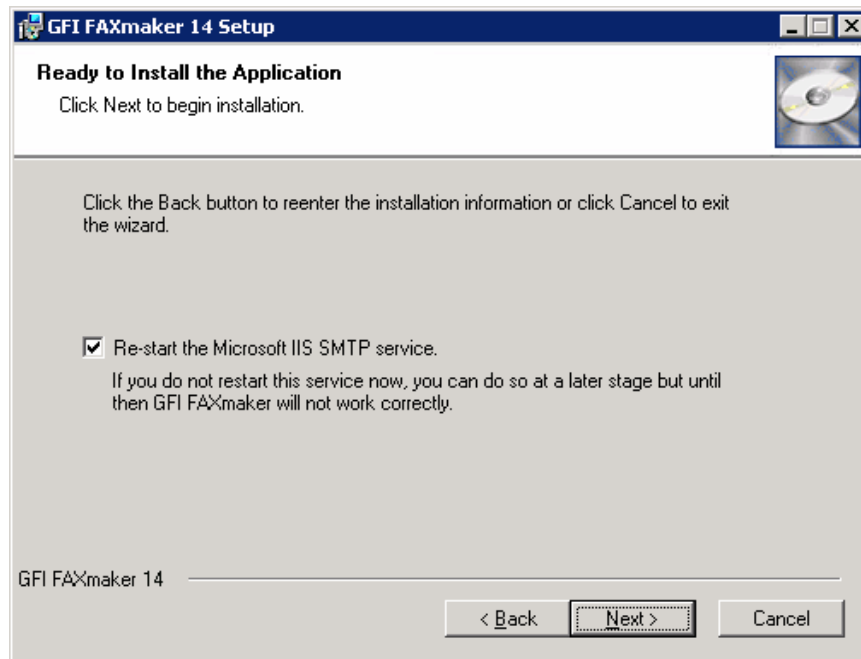 GFI FAXmaker 14 Setup
Ready to Install the Application
Click Next to begin installation.
Click the Back button to reenter the installation information or click Cancel to exit
the wizard.
Re-start the Microsoft IIS SMTP service.
If you do not restart this service now, you can do so at a later stage but until
then GFI FAXmaker will not work correctly.
GFI FAXmaker 14
< Back Next > Cancel